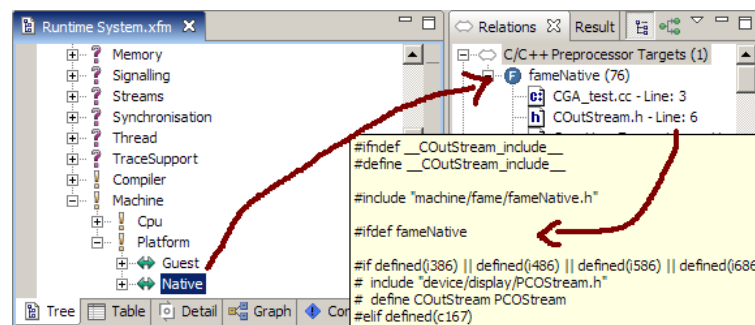 Runtime System.xfm
Memory
Signalling
Streams
Synchronisation
Thread
TraceSupport
Compiler
Machine
Cpu
Platform
Guest
Native
Tree Table Detail Graph
Relations Result
C/C++ Preprocessor Targets (1)
F fameNative (76)
c: CGA_test.cc - Line: 3
h COutStream.h - Line: 6
#ifndef __COutStream_include__
#define __COutStream_include__
#include "machine/fame/fameNative.h"
#ifdef fameNative
#if defined(i386) || defined(i486) || defined(i586) || defined(i686
# include "device/display/PCOStream.h"
# define COutStream PCOStream
#elif defined(c167)